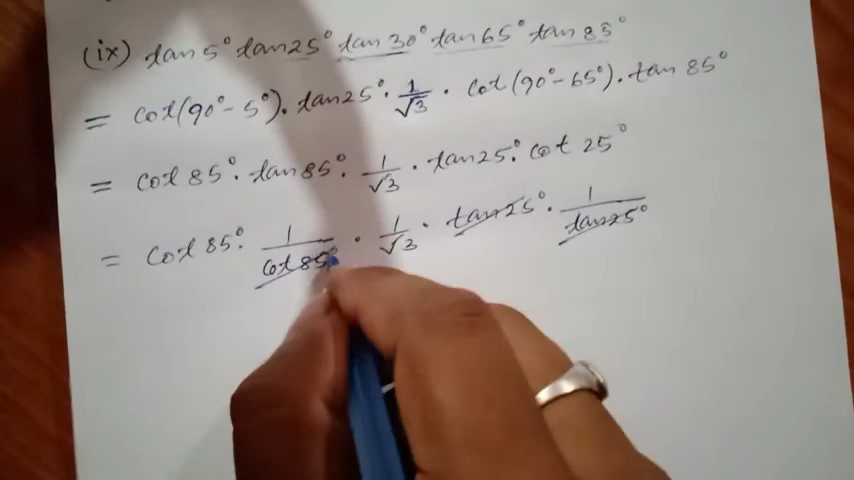 (ix) tan 5° tan 25° tan 30° tan 65° tan 85°
= cot(90° - 5°). tan 25°. 1/√3 . cot (90° - 65°). tan 85°
= cot 85°. tan 85°. 1/√3 . tan 25°. cot 25°
= cot 85°. 1/cot 85° . 1/√3 . tan 25°. 1/tan 25°